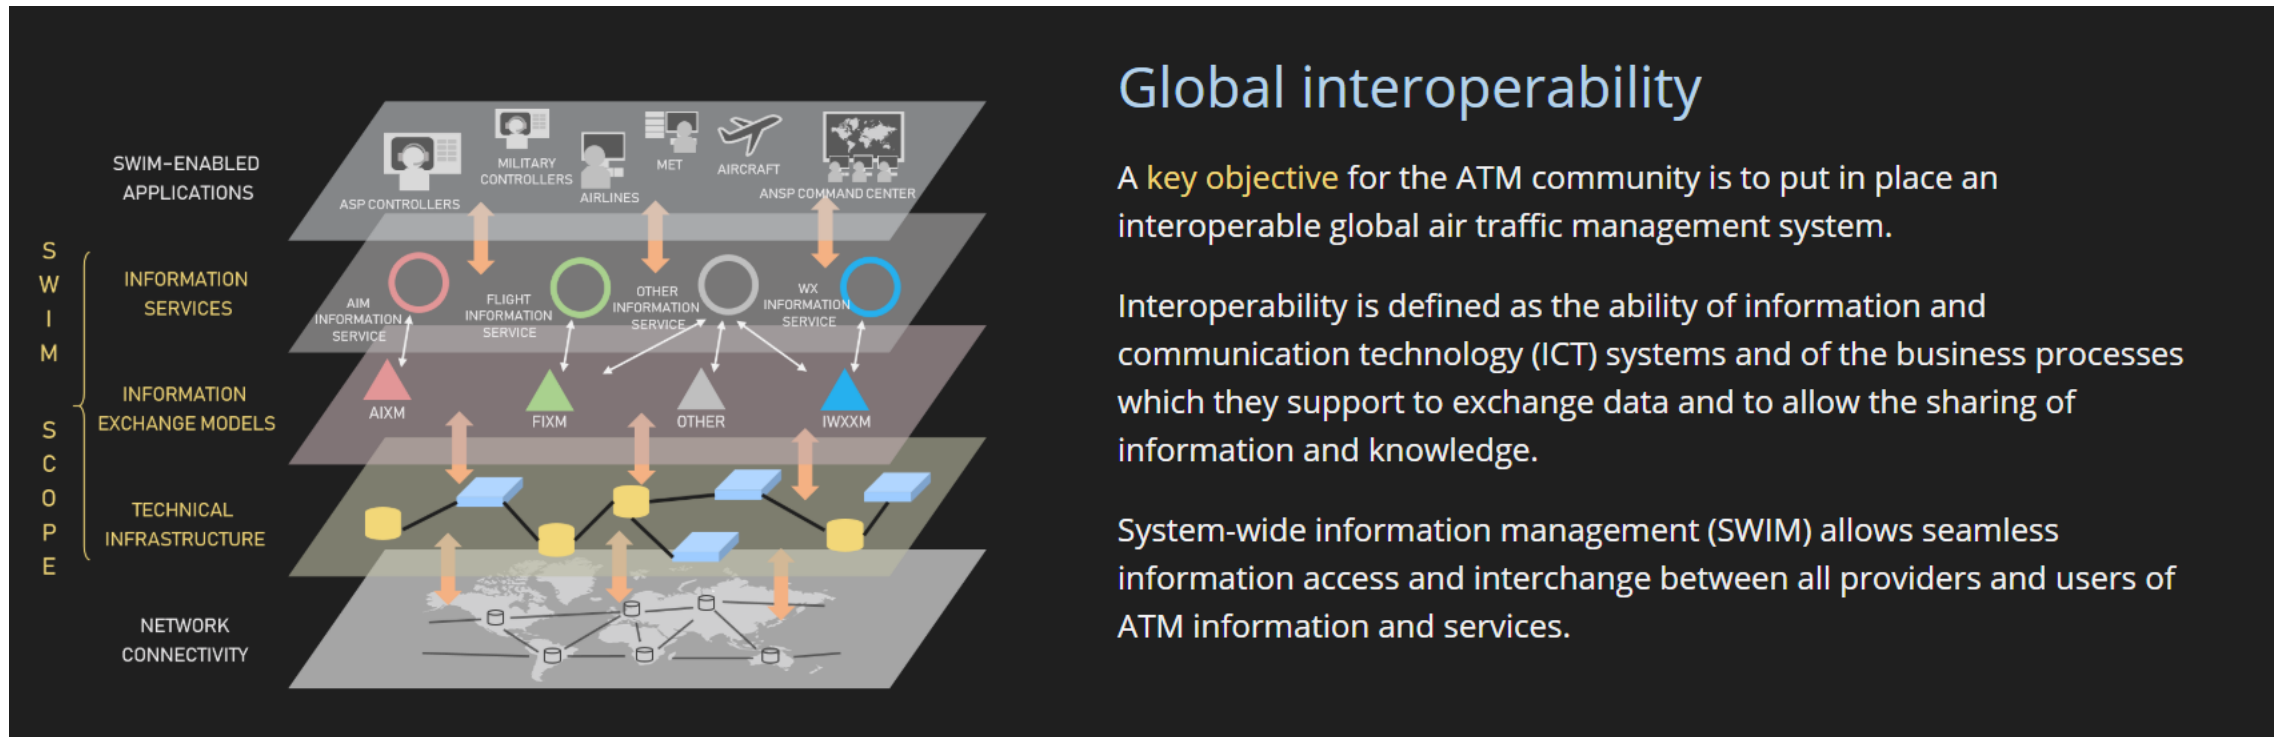 Global interoperability
A key objective for the ATM community is to put in place an
interoperable global air traffic management system.
Interoperability is defined as the ability of information and
communication technology (ICT) systems and of the business processes
which they support to exchange data and to allow the sharing of
information and knowledge.
System-wide information management (SWIM) allows seamless
information access and interchange between all providers and users of
ATM information and services.
SWIM SCOPE
SWIM-ENABLED
APPLICATIONS
ASP CONTROLLERS
MILITARY
CONTROLLERS
AIRLINES
MET
AIRCRAFT
ANSP COMMAND CENTER
INFORMATION
SERVICES
AIM
INFORMATION
SERVICE
FLIGHT
INFORMATION
SERVICE
OTHER
INFORMATION
SERVICE
WX
INFORMATION
SERVICE
INFORMATION
EXCHANGE MODELS
AIXM
FIXM
OTHER
IWXXM
TECHNICAL
INFRASTRUCTURE
NETWORK
CONNECTIVITY